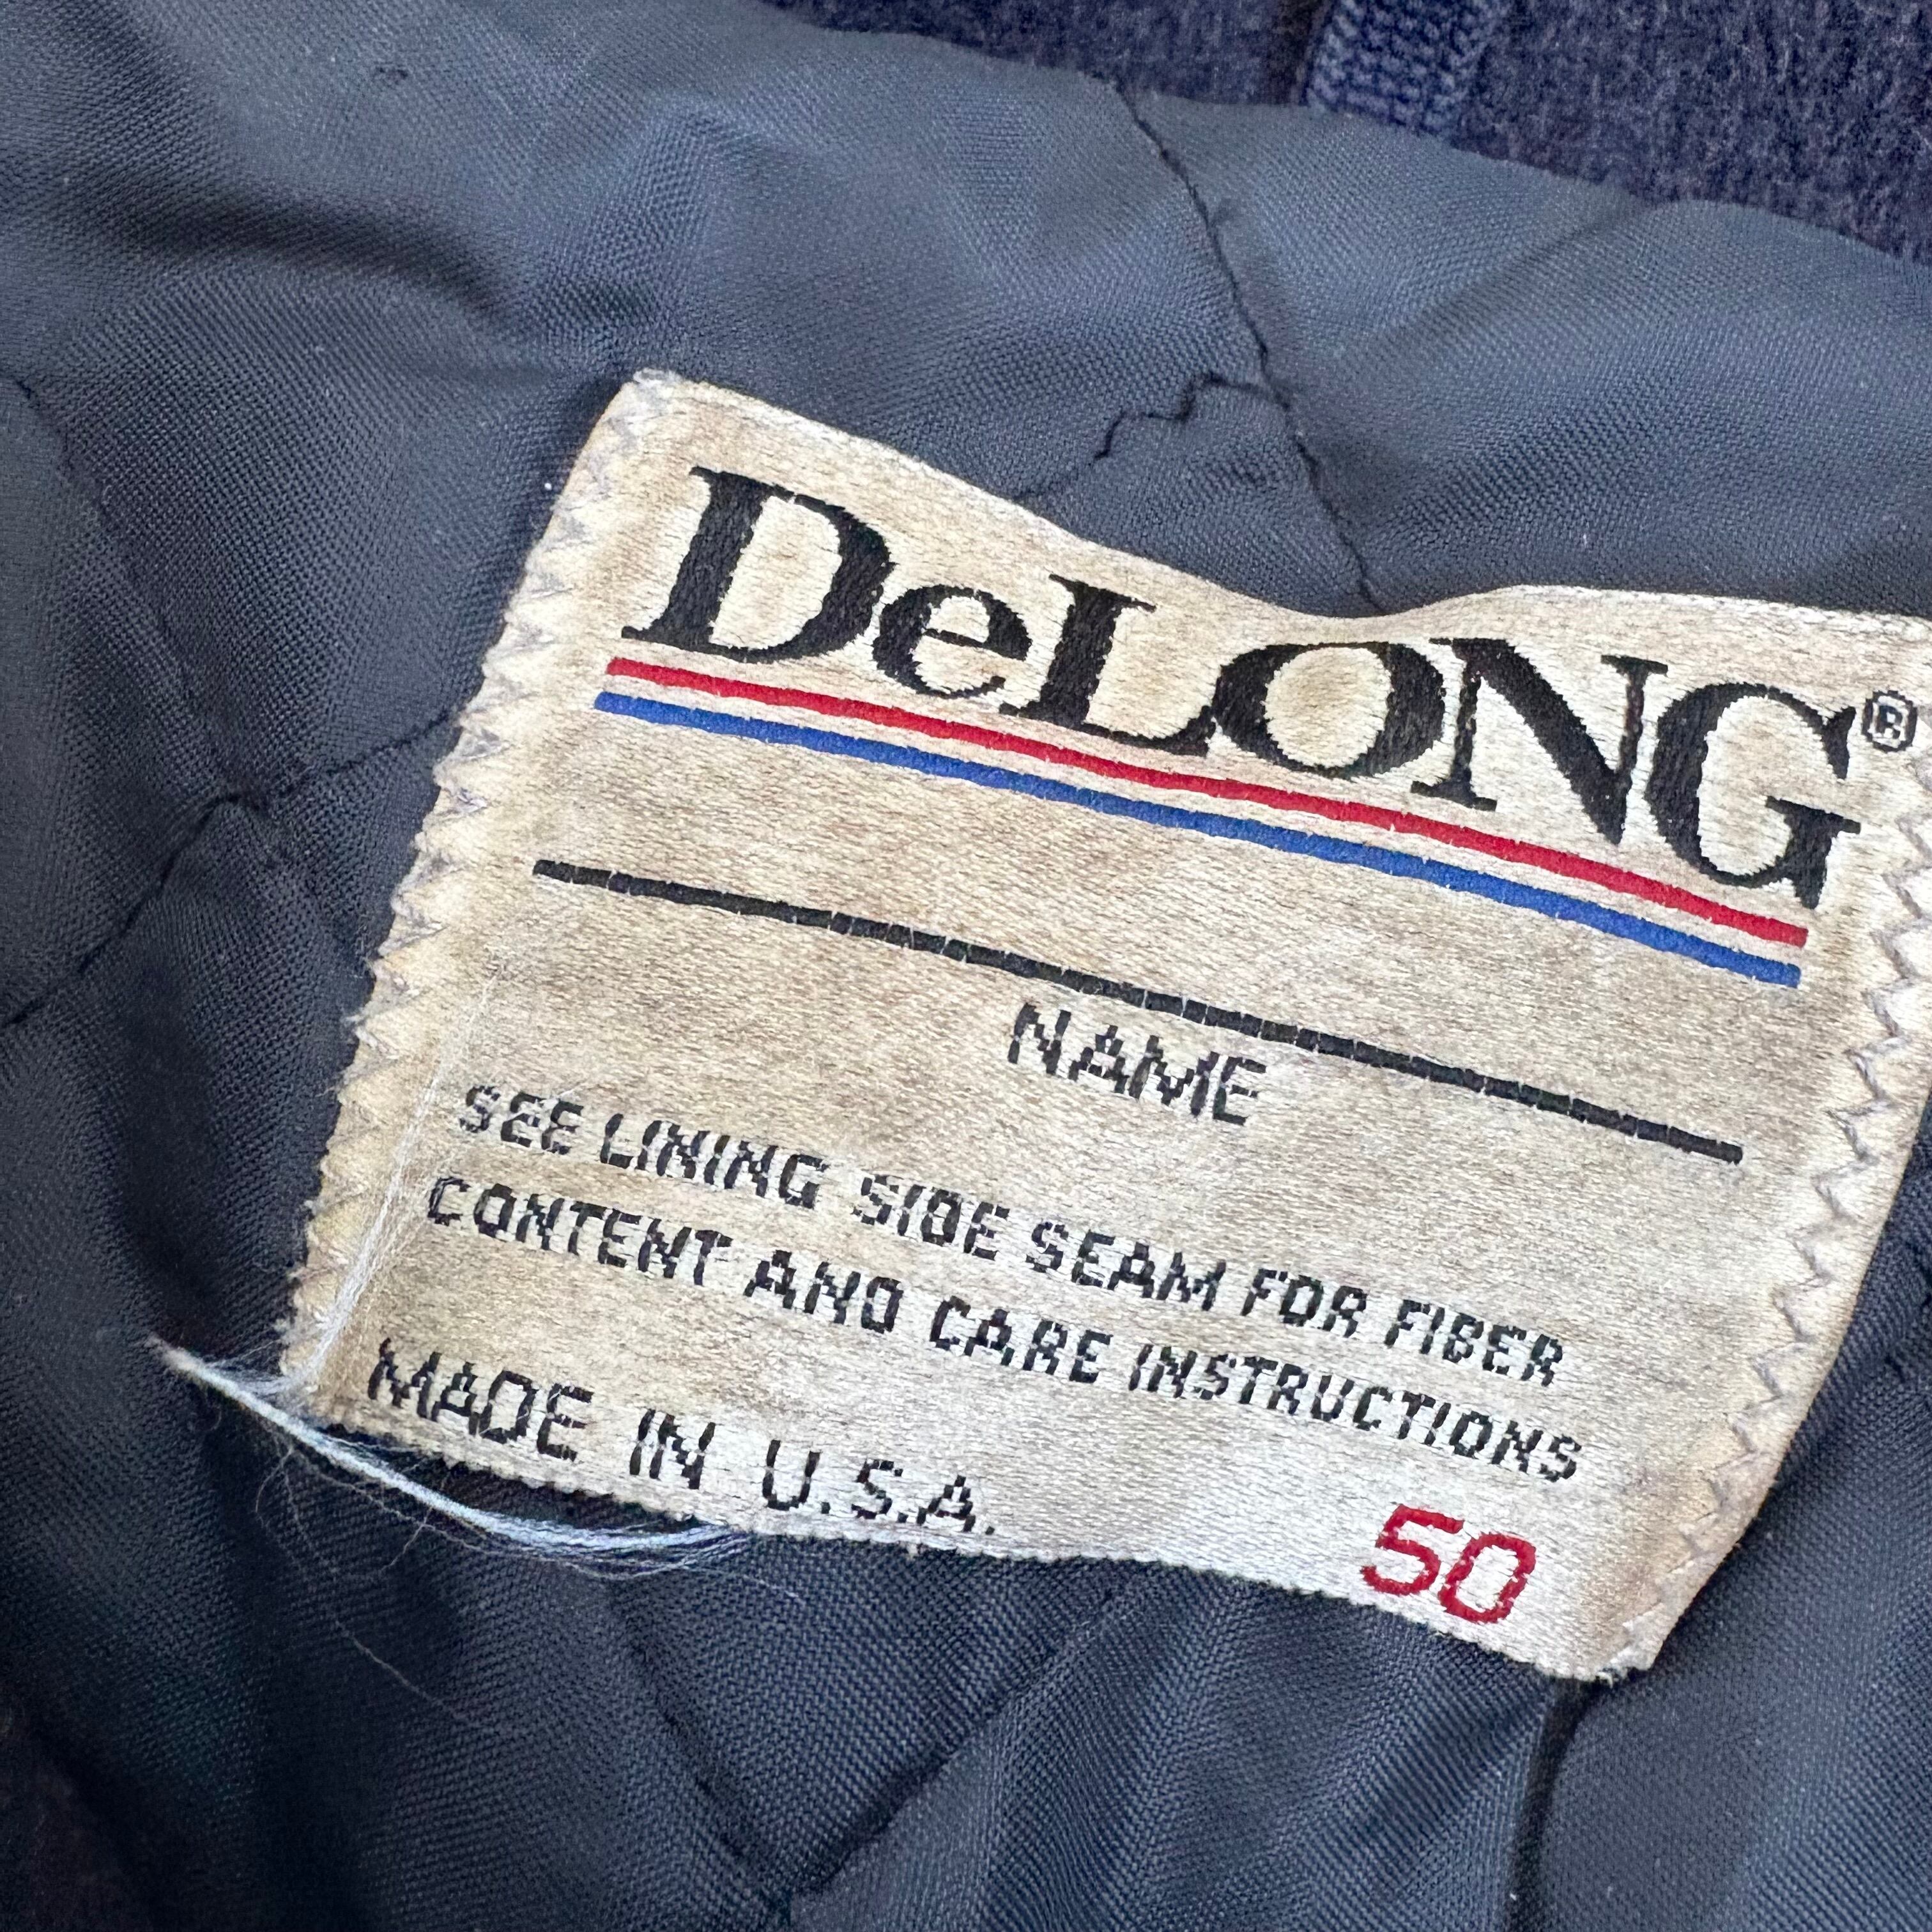 DeLONG®
NAME
SEE LINING SIDE SEAM FOR FIBER
CONTENT AND CARE INSTRUCTIONS
MADE IN U.S.A.
50